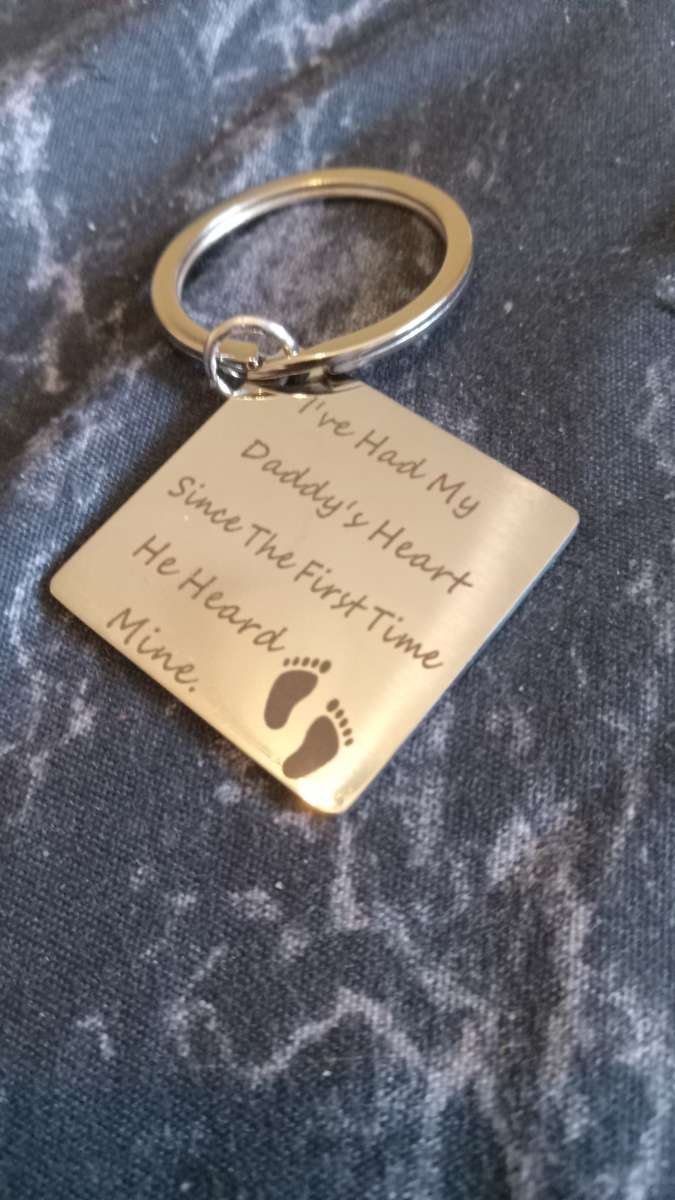 I've Had My
Daddy's Heart
Since The First Time
He Heard
Mine.